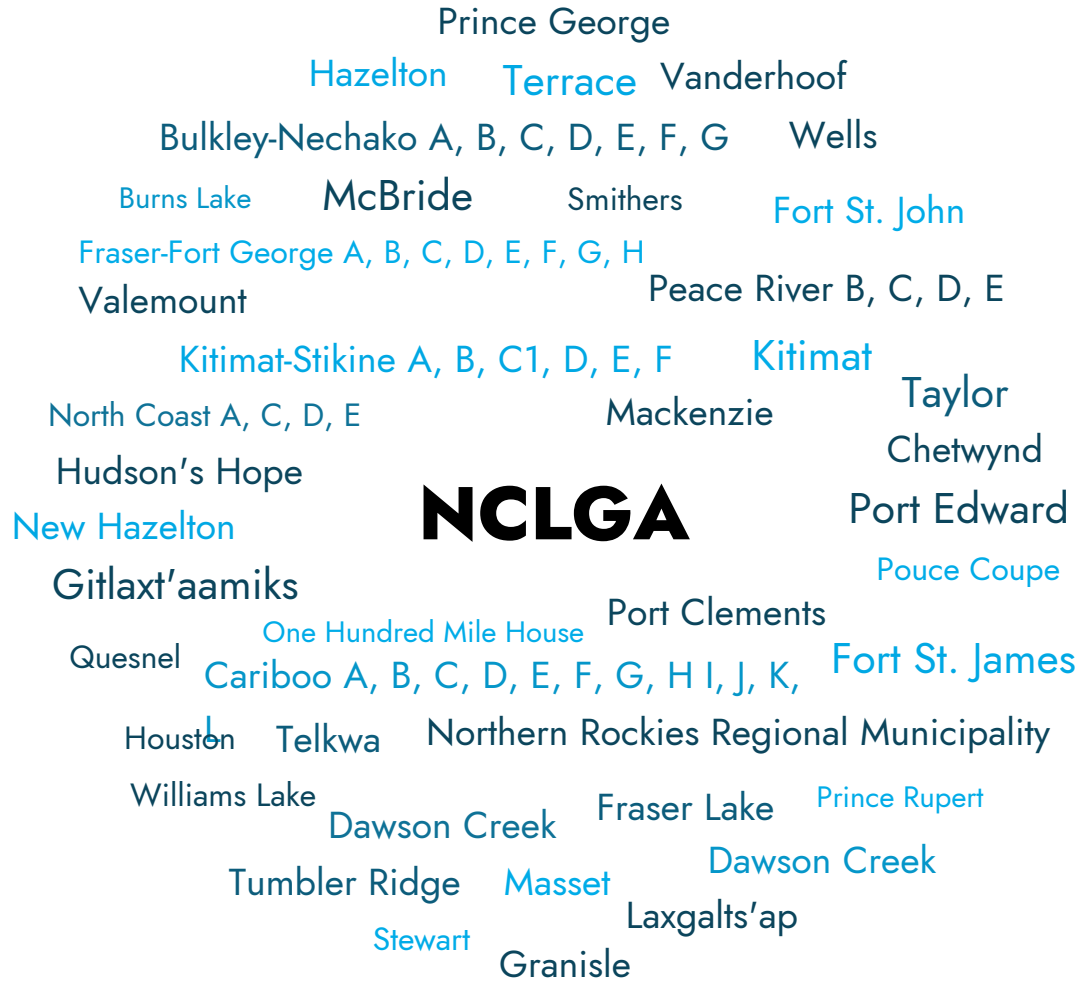 Prince George
Hazelton Terrace Vanderhoof
Bulkley-Nechako A, B, C, D, E, F, G Wells
Burns Lake McBride Smithers Fort St. John
Fraser-Fort George A, B, C, D, E, F, G, H
Valemount Peace River B, C, D, E
Kitimat-Stikine A, B, C1, D, E, F Kitimat
North Coast A, C, D, E Mackenzie Taylor
Chetwynd
Hudson's Hope
NCLGA Port Edward
New Hazelton
Pouce Coupe
Gitlaxt'aamiks
Port Clements
One Hundred Mile House
Quesnel Cariboo A, B, C, D, E, F, G, H I, J, K, Fort St. James
L
Houston Telkwa Northern Rockies Regional Municipality
Williams Lake Fraser Lake Prince Rupert
Dawson Creek
Dawson Creek
Tumbler Ridge Masset
Laxgalts'ap
Stewart
Granisle